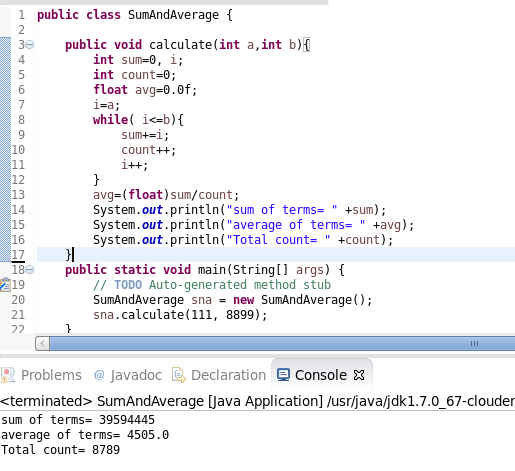 1 public class SumAndAverage {
2
3 public void calculate(int a,int b){
4 int sum=0, i;
5 int count=0;
6 float avg=0.0f;
7 i=a;
8 while( i<=b){
9 sum+=i;
10 count++;
11 i++;
12 }
13 avg=(float)sum/count;
14 System.out.println("sum of terms= " +sum);
15 System.out.println("average of terms= " +avg);
16 System.out.println("Total count= " +count);
17 }
18 public static void main(String[] args) {
19 // TODO Auto-generated method stub
20 SumAndAverage sna = new SumAndAverage();
21 sna.calculate(111, 8899);
22 }
Problems @ Javadoc Declaration Console
<terminated> SumAndAverage [Java Application] /usr/java/jdk1.7.0_67-clouder
sum of terms= 39594445
average of terms= 4505.0
Total count= 8789